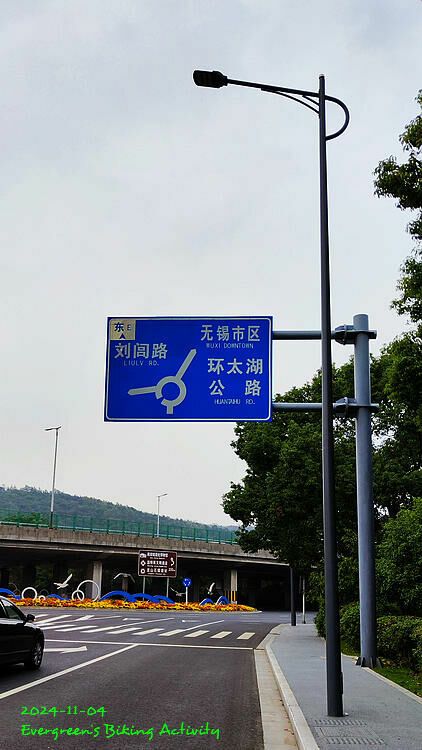 东 E
无锡市区
WUXI DOWNTOWN
刘闾路
LIULV RD.
环太湖
公路
HUANTAIHU RD.
2024-11-04
Evergreen's Biking Activity